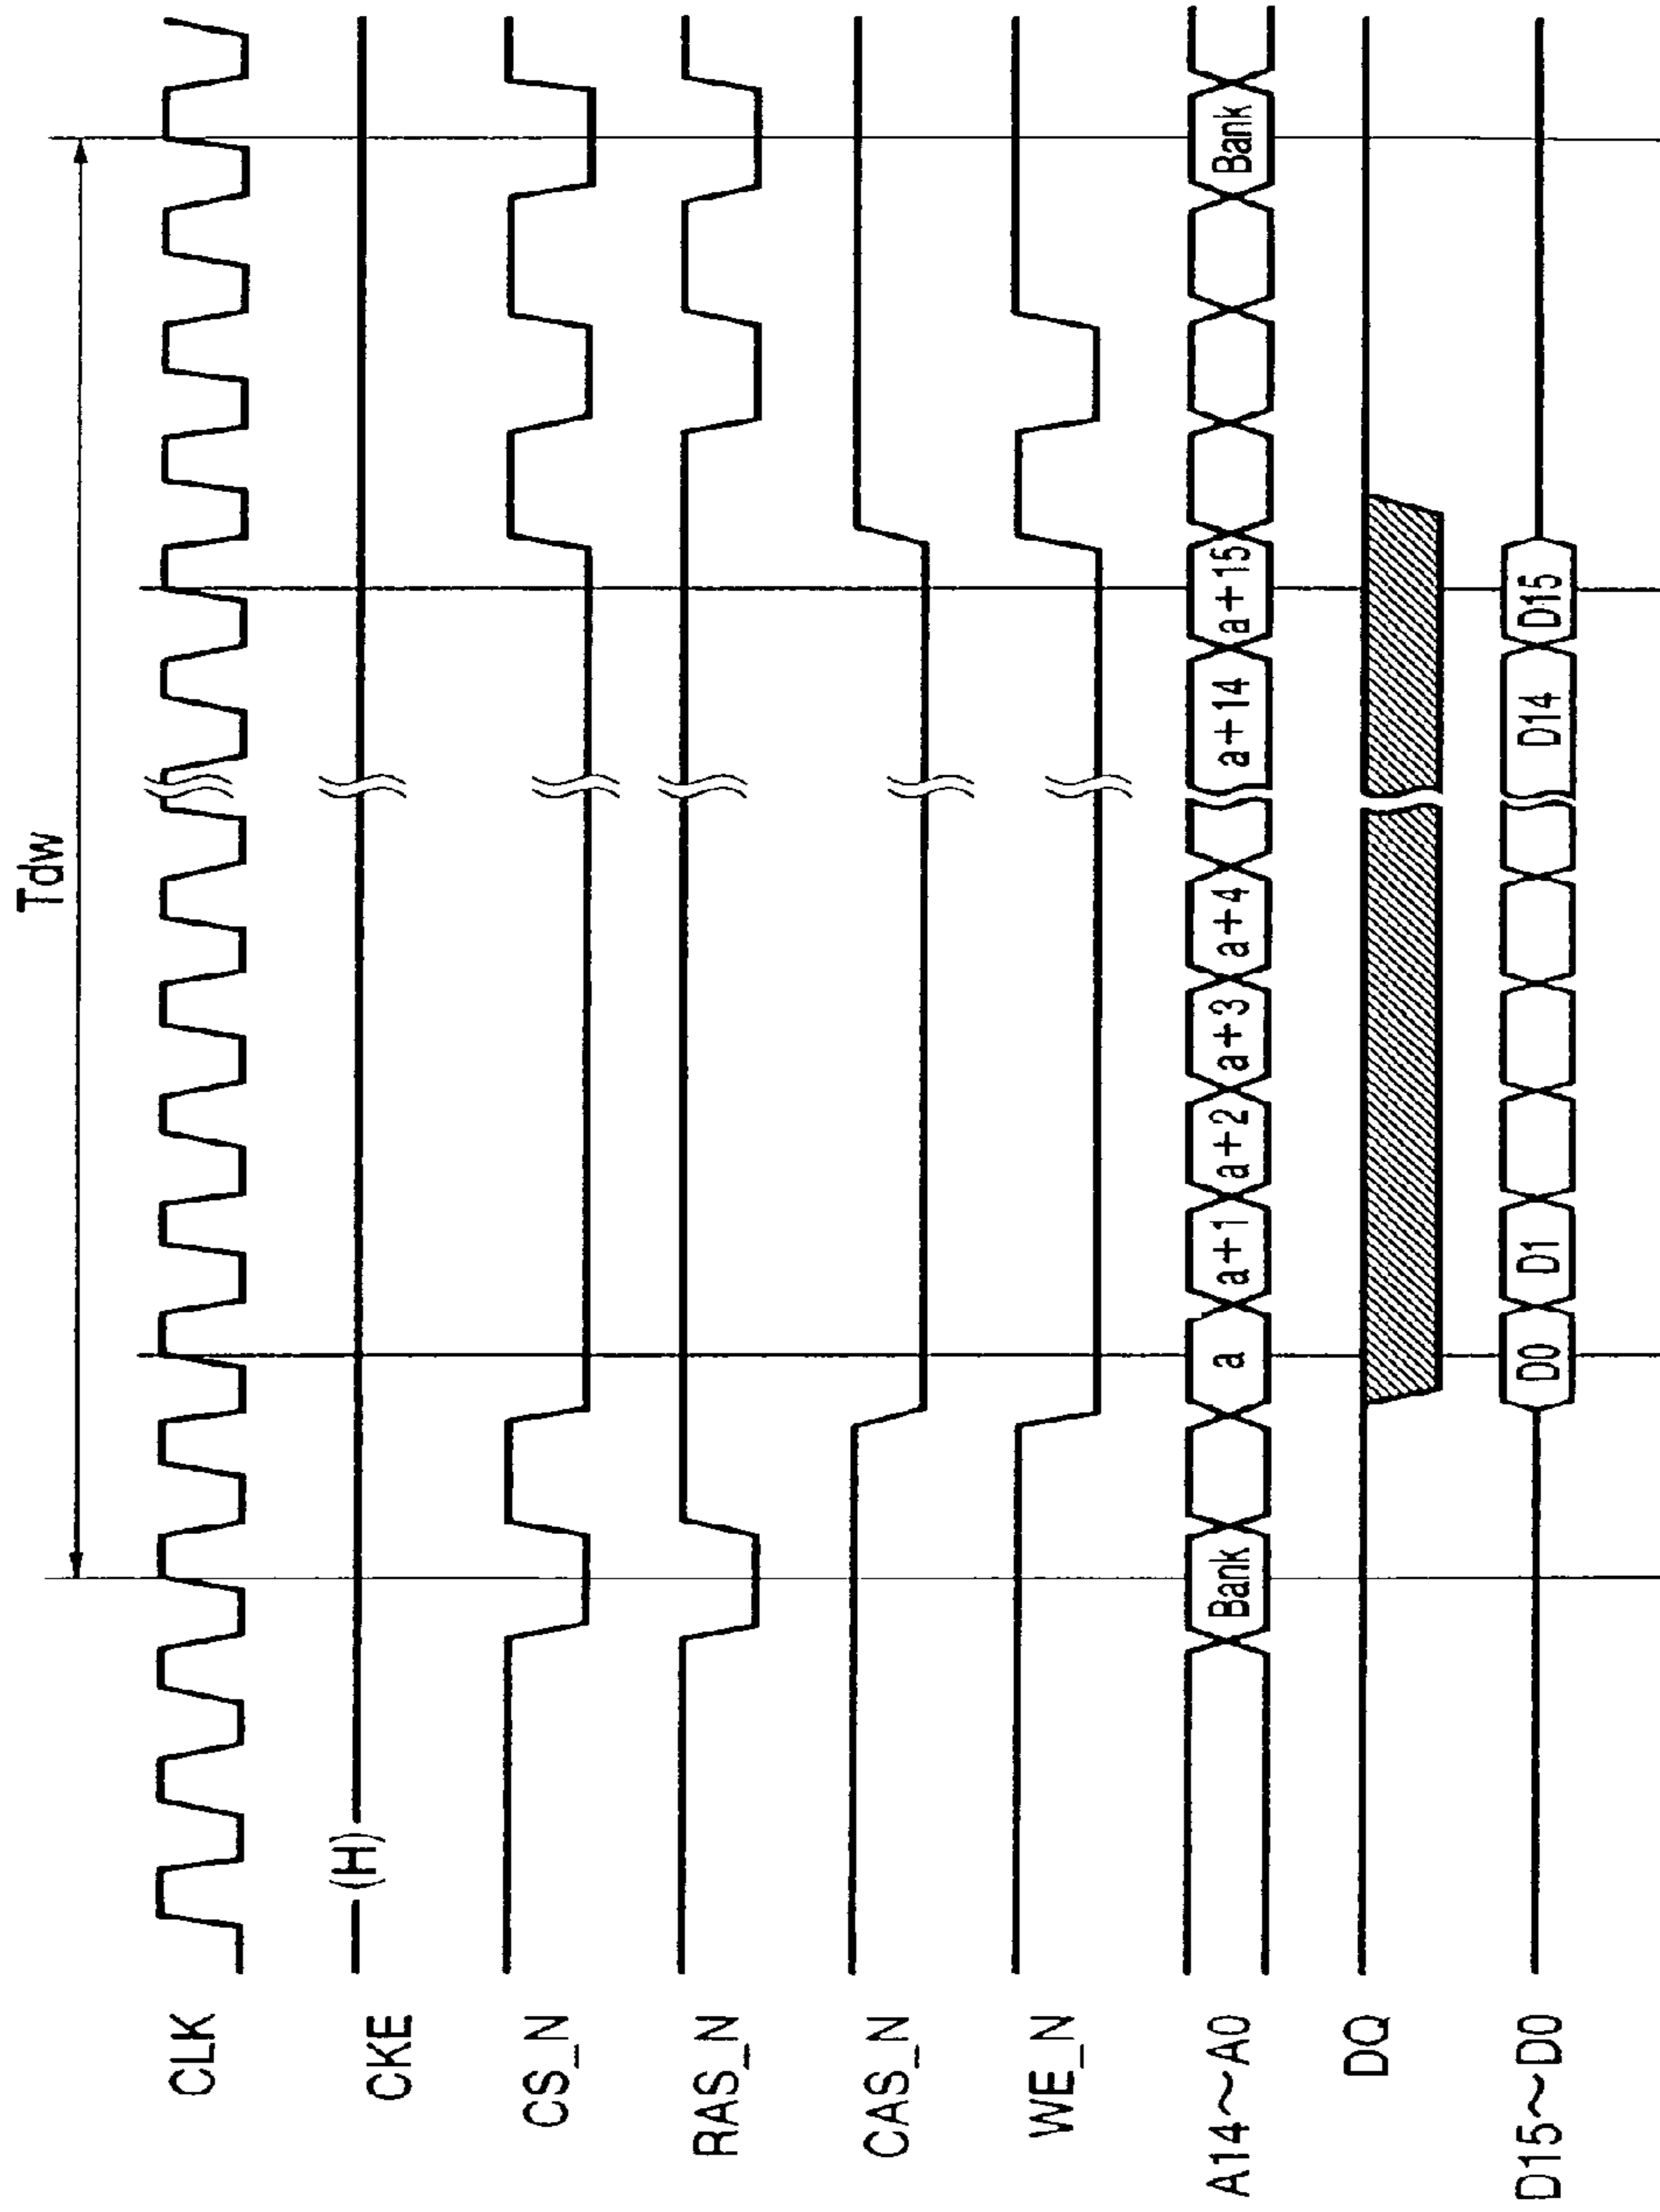 Tdw
CLK
CKE (H)
CS_N
RAS_N
CAS_N
WE_N
A14～A0 Bank a a+1 a+2 a+3 a+4 a+14 a+15 Bank
DQ
D15～D0 D0 D1 D14 D15